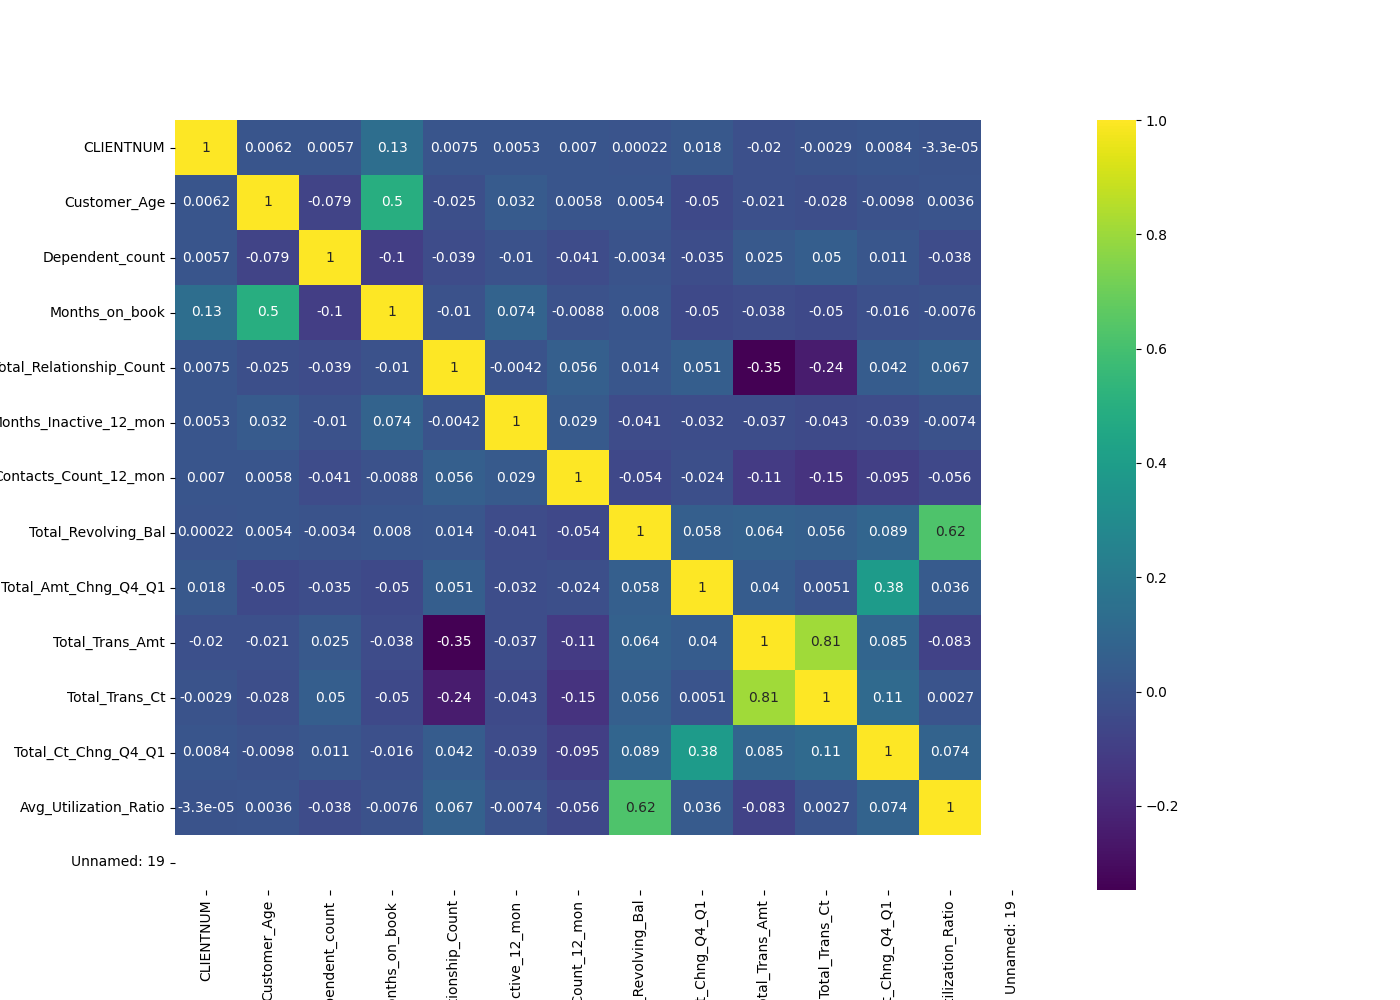 CLIENTNUM 1 0.0062 0.0057 0.13 0.0075 0.0053 0.007 0.00022 0.018 -0.02 -0.0029 0.0084 -3.3e-05
Customer_Age 0.0062 1 -0.079 0.5 -0.025 0.032 0.0058 0.0054 -0.05 -0.021 -0.028 -0.0098 0.0036
Dependent_count 0.0057 -0.079 1 -0.1 -0.039 -0.01 -0.041 -0.0034 -0.035 0.025 0.05 0.011 -0.038
Months_on_book 0.13 0.5 -0.1 1 -0.01 0.074 -0.0088 0.008 -0.05 -0.038 -0.05 -0.016 -0.0076
otal_Relationship_Count 0.0075 -0.025 -0.039 -0.01 1 -0.0042 0.056 0.014 0.051 -0.35 -0.24 0.042 0.067
onths_Inactive_12_mon 0.0053 0.032 -0.01 0.074 -0.0042 1 0.029 -0.041 -0.032 -0.037 -0.043 -0.039 -0.0074
ontacts_Count_12_mon 0.007 0.0058 -0.041 -0.0088 0.056 0.029 1 -0.054 -0.024 -0.11 -0.15 -0.095 -0.056
Total_Revolving_Bal 0.00022 0.0054 -0.0034 0.008 0.014 -0.041 -0.054 1 0.058 0.064 0.056 0.089 0.62
Total_Amt_Chng_Q4_Q1 0.018 -0.05 -0.035 -0.05 0.051 -0.032 -0.024 0.058 1 0.04 0.0051 0.38 0.036
Total_Trans_Amt -0.02 -0.021 0.025 -0.038 -0.35 -0.037 -0.11 0.064 0.04 1 0.81 0.085 -0.083
Total_Trans_Ct -0.0029 -0.028 0.05 -0.05 -0.24 -0.043 -0.15 0.056 0.0051 0.81 1 0.11 0.0027
Total_Ct_Chng_Q4_Q1 0.0084 -0.0098 0.011 -0.016 0.042 -0.039 -0.095 0.089 0.38 0.085 0.11 1 0.074
Avg_Utilization_Ratio -3.3e-05 0.0036 -0.038 -0.0076 0.067 -0.0074 -0.056 0.62 0.036 -0.083 0.0027 0.074 1
Unnamed: 19
CLIENTNUM
Customer_Age
pendent_count
nths_on_book
ionship_Count
ctive_12_mon
Count_12_mon
_Revolving_Bal
t_Chng_Q4_Q1
tal_Trans_Amt
Total_Trans_Ct
t_Chng_Q4_Q1
ilization_Ratio
Unnamed: 19
1.0
0.8
0.6
0.4
0.2
0.0
−0.2